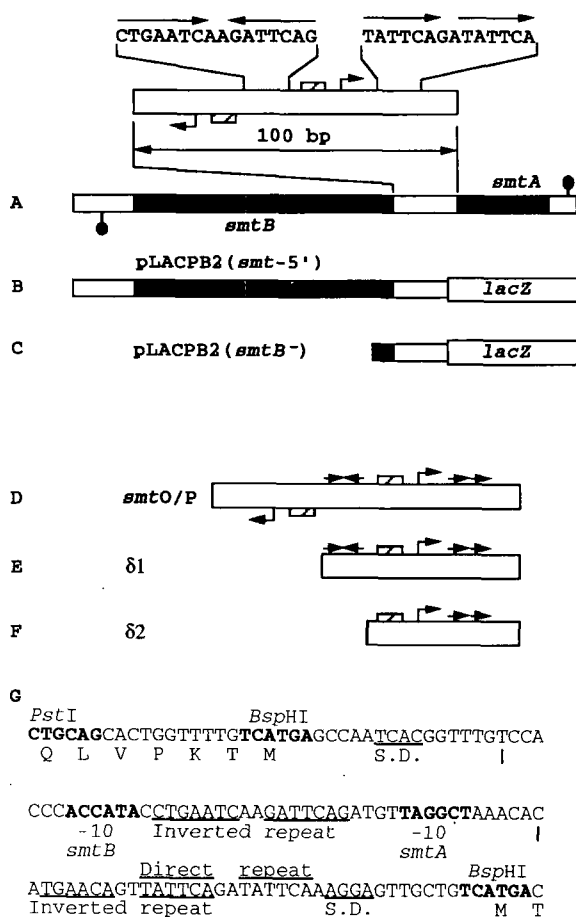 CTGAATCAAGATTCAG TATTCAGATATTCA
100 bp
smtA
A
smtB
pLACPB2(smt-5')
B lacZ
C pLACPB2(smtB⁻) lacZ
D smtO/P
E δ1
F δ2
G
PstI BspHI
CTGCAGCACTGGTTTTGTCATGAGCCAATCACGGTTTGTCCA
Q L V P K T M S.D.
CCCACCATACCTGAATCAAGATTCAGATGTTAGGCTAAACAC
-10 Inverted repeat -10
smtB smtA
Direct repeat BspHI
ATGAACAGTTATTCAGATATTCAAAGGAGTTGCTGTCATGAC
Inverted repeat S.D. M T